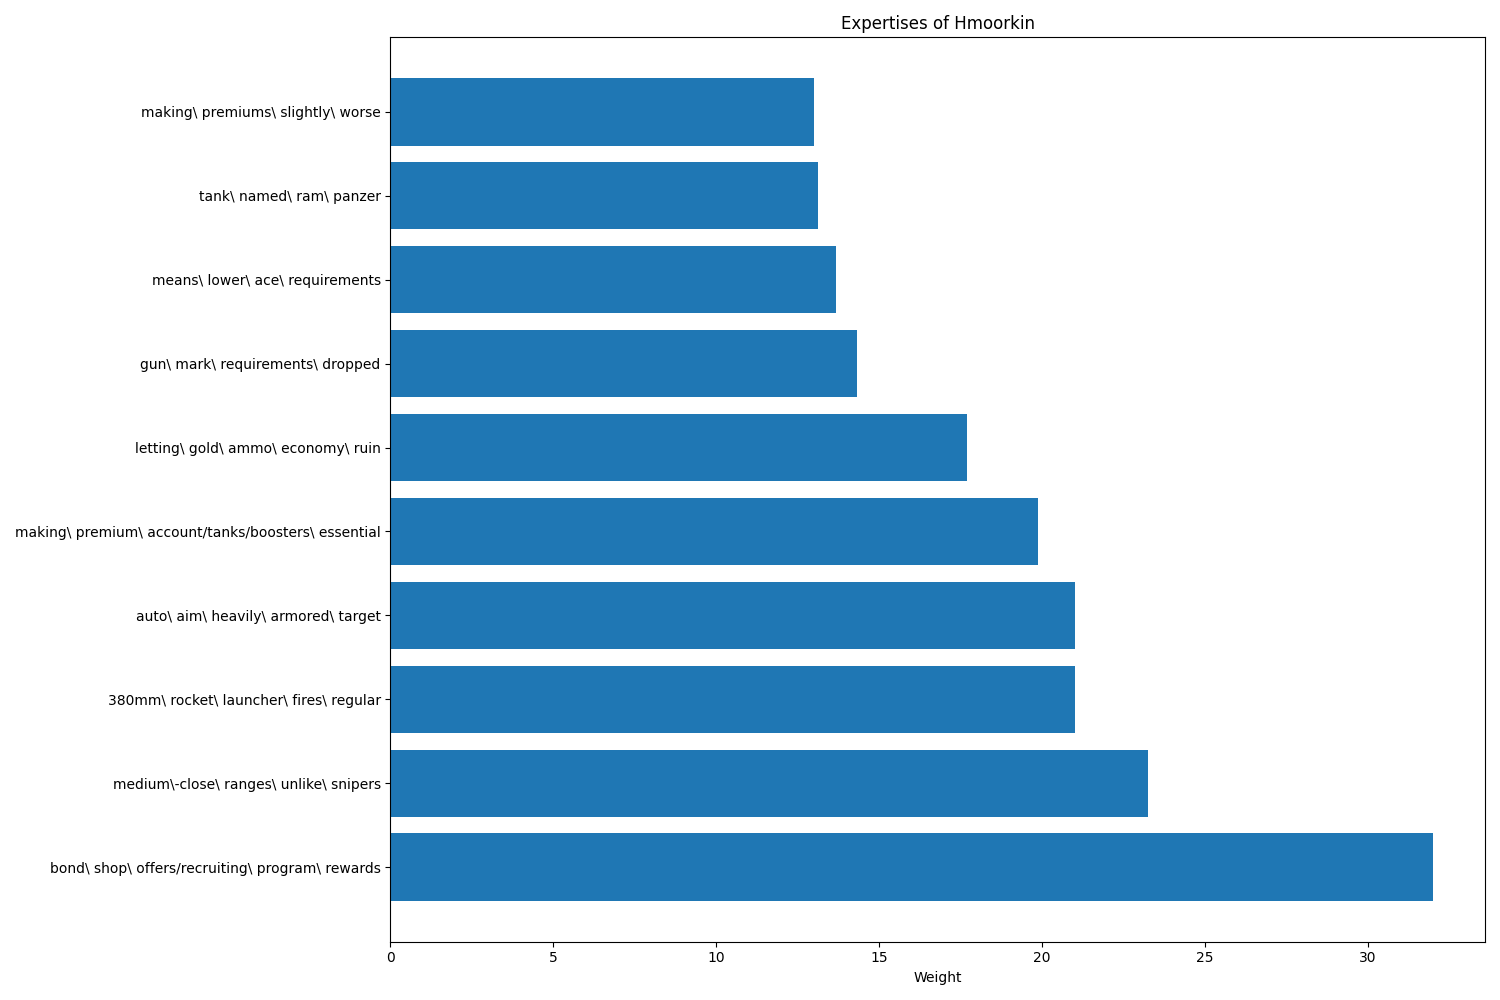 Expertises of Hmoorkin
making\ premiums\ slightly\ worse
tank\ named\ ram\ panzer
means\ lower\ ace\ requirements
gun\ mark\ requirements\ dropped
letting\ gold\ ammo\ economy\ ruin
making\ premium\ account/tanks/boosters\ essential
auto\ aim\ heavily\ armored\ target
380mm\ rocket\ launcher\ fires\ regular
medium\-close\ ranges\ unlike\ snipers
bond\ shop\ offers/recruiting\ program\ rewards
0 5 10 15 20 25 30
Weight